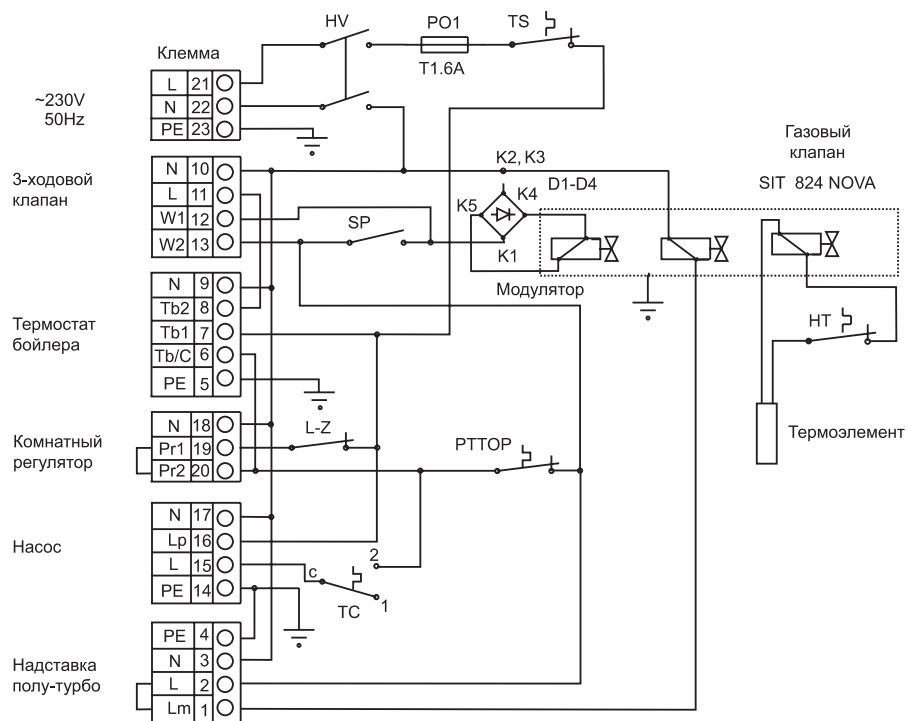 HV
PO1
TS
Клемма
T1.6A
~230V
50Hz
L 21
N 22
PE 23
3-ходовой
клапан
N 10
L 11
W1 12
W2 13
SP
K2, K3
D1-D4
K5
K4
K1
Газовый
клапан
SIT 824 NOVA
Модулятор
Термостат
бойлера
N 9
Tb2 8
Tb1 7
Tb/C 6
PE 5
HT
Термоэлемент
Комнатный
регулятор
N 18
Pr1 19
Pr2 20
L-Z
PTTOP
Насос
N 17
Lp 16
L 15
PE 14
2
c
1
TC
Надставка
полу-турбо
PE 4
N 3
L 2
Lm 1